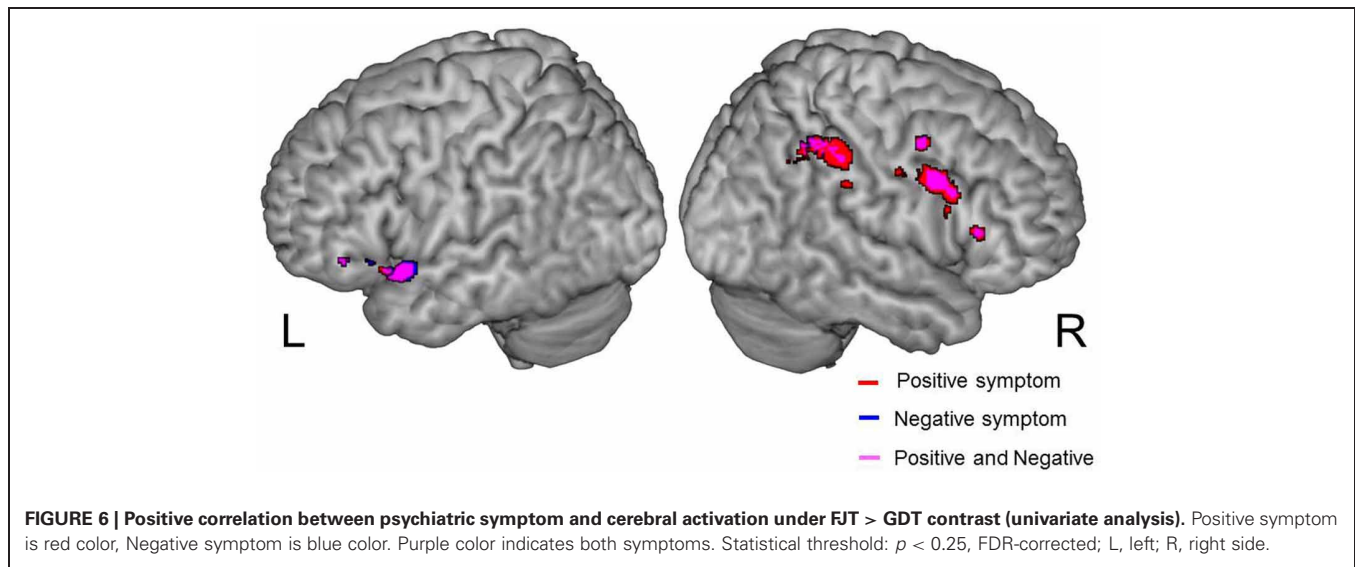 L
R
Positive symptom
Negative symptom
Positive and Negative
FIGURE 6 | Positive correlation between psychiatric symptom and cerebral activation under FJT > GDT contrast (univariate analysis). Positive symptom
is red color, Negative symptom is blue color. Purple color indicates both symptoms. Statistical threshold: p < 0.25, FDR-corrected; L, left; R, right side.